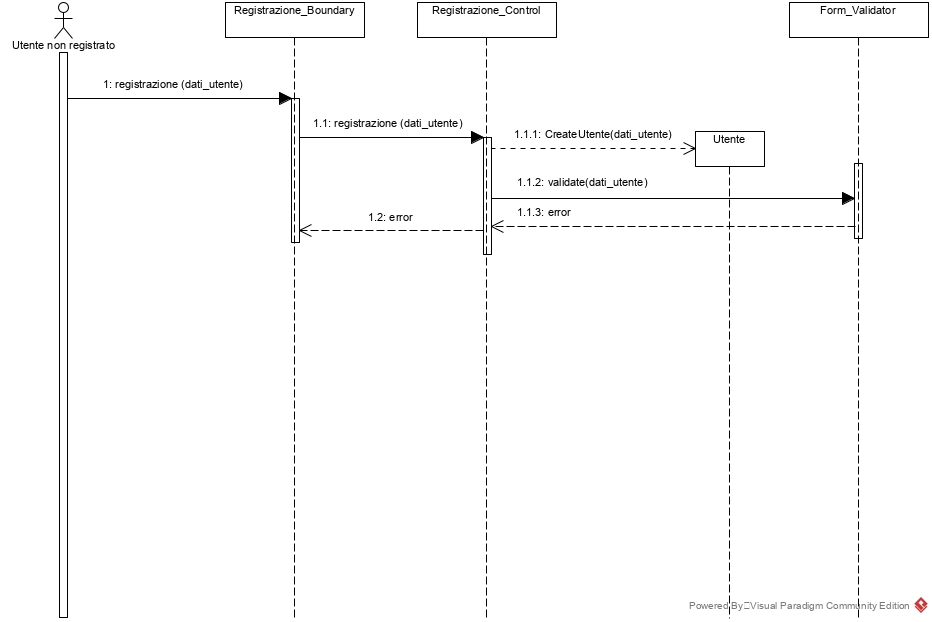 Registrazione_Boundary
Registrazione_Control
Form_Validator
Utente non registrato
1: registrazione (dati_utente)
1.1: registrazione (dati_utente)
1.1.1: CreateUtente(dati_utente)
Utente
1.1.2: validate(dati_utente)
1.2: error
1.1.3: error
Powered By Visual Paradigm Community Edition